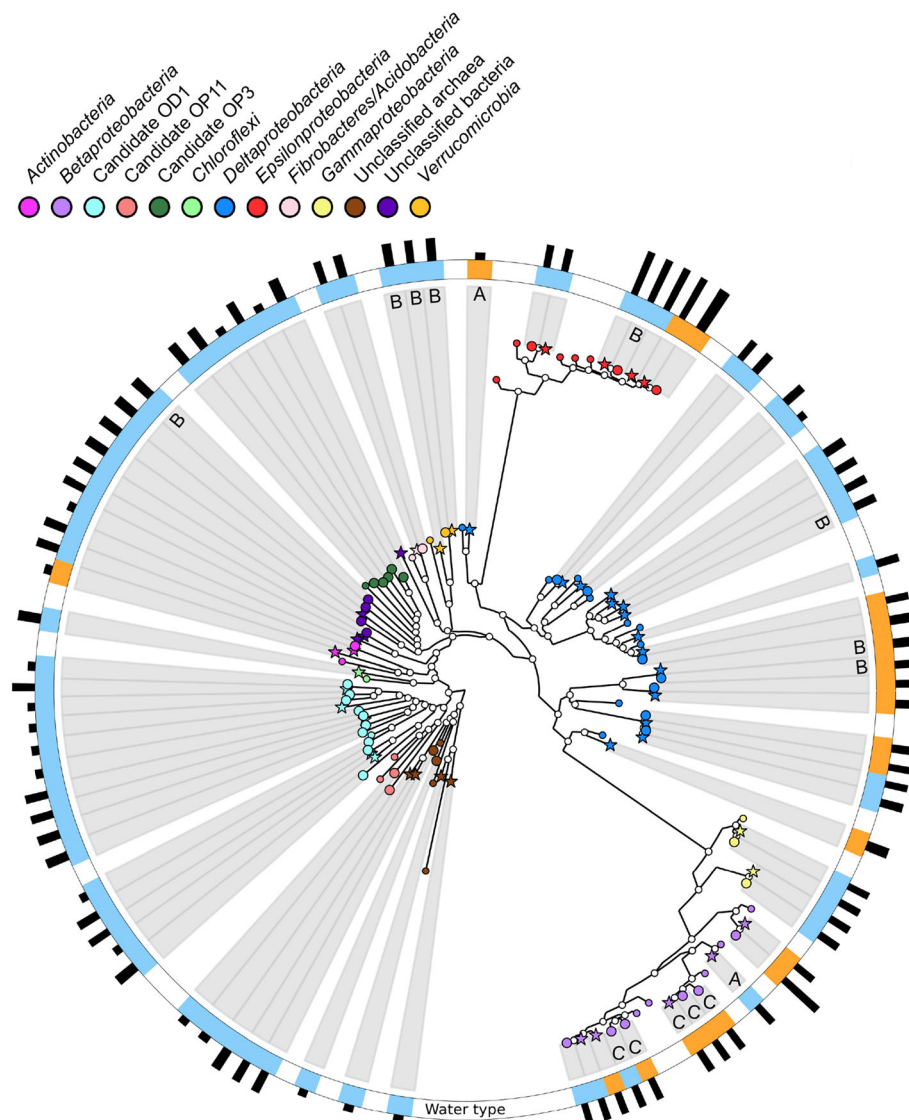 Actinobacteria
Betaproteobacteria
Candidate OD1
Candidate OP11
Candidate OP3
Chloroflexi
Deltaproteobacteria
Epsilonproteobacteria
Fibrobacteres/Acidobacteria
Gammaproteobacteria
Unclassified archaea
Unclassified bacteria
Verrucomicrobia
B B B
A
B
B
B
B
B
A
C C C
C C
Water type